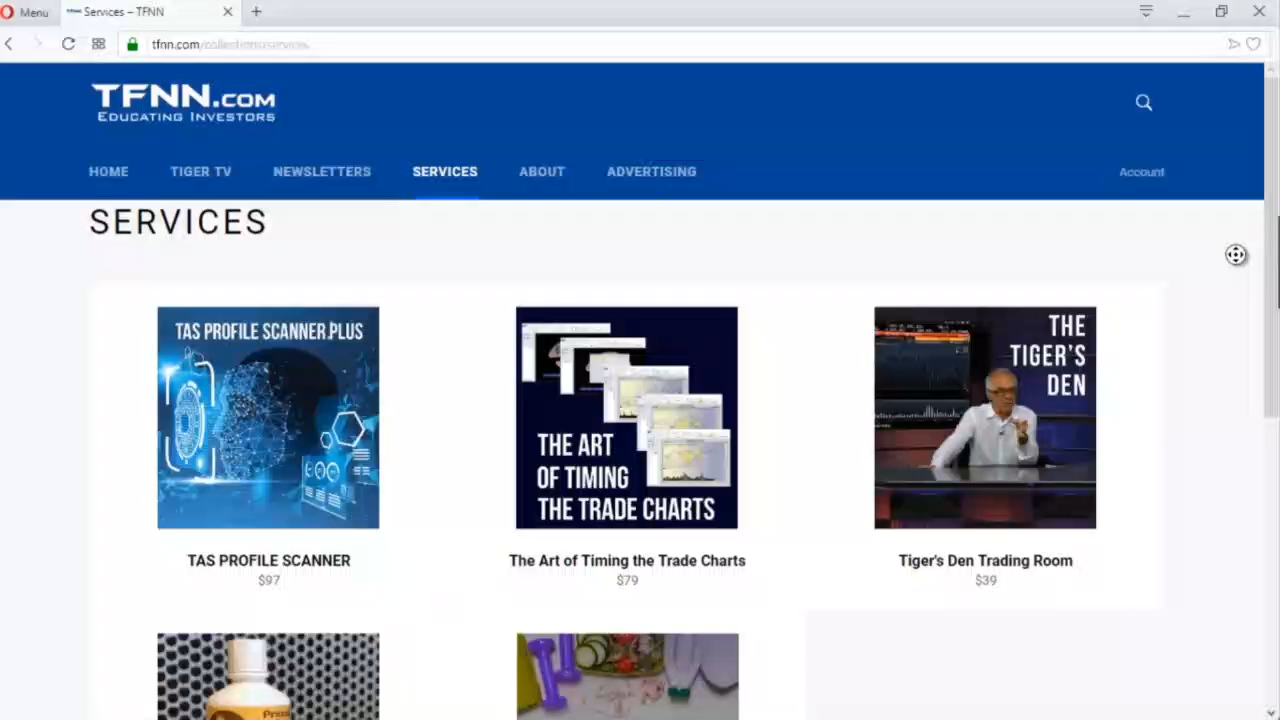 Menu
Services – TFNN
tfnn.com/collections/services
TFNN.COM
EDUCATING INVESTORS
HOME TIGER TV NEWSLETTERS SERVICES ABOUT ADVERTISING Account
SERVICES
TAS PROFILE SCANNER PLUS
THE ART
OF TIMING
THE TRADE CHARTS
THE
TIGER'S
DEN
TAS PROFILE SCANNER
$97
The Art of Timing the Trade Charts
$79
Tiger's Den Trading Room
$39